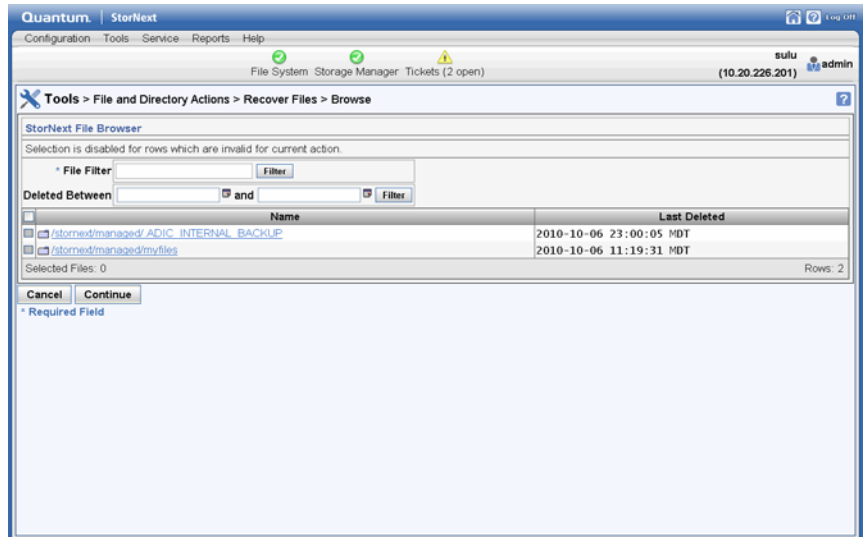 Quantum. | StorNext Log Off
Configuration Tools Service Reports Help
File System Storage Manager Tickets (2 open)
sulu
(10.20.226.201)
admin
Tools > File and Directory Actions > Recover Files > Browse
StorNext File Browser
Selection is disabled for rows which are invalid for current action.
* File Filter Filter
Deleted Between and Filter
Name Last Deleted
/stornext/managed/.ADIC_INTERNAL_BACKUP 2010-10-06 23:00:05 MDT
/stornext/managed/myfiles 2010-10-06 11:19:31 MDT
Selected Files: 0 Rows: 2
Cancel Continue
* Required Field